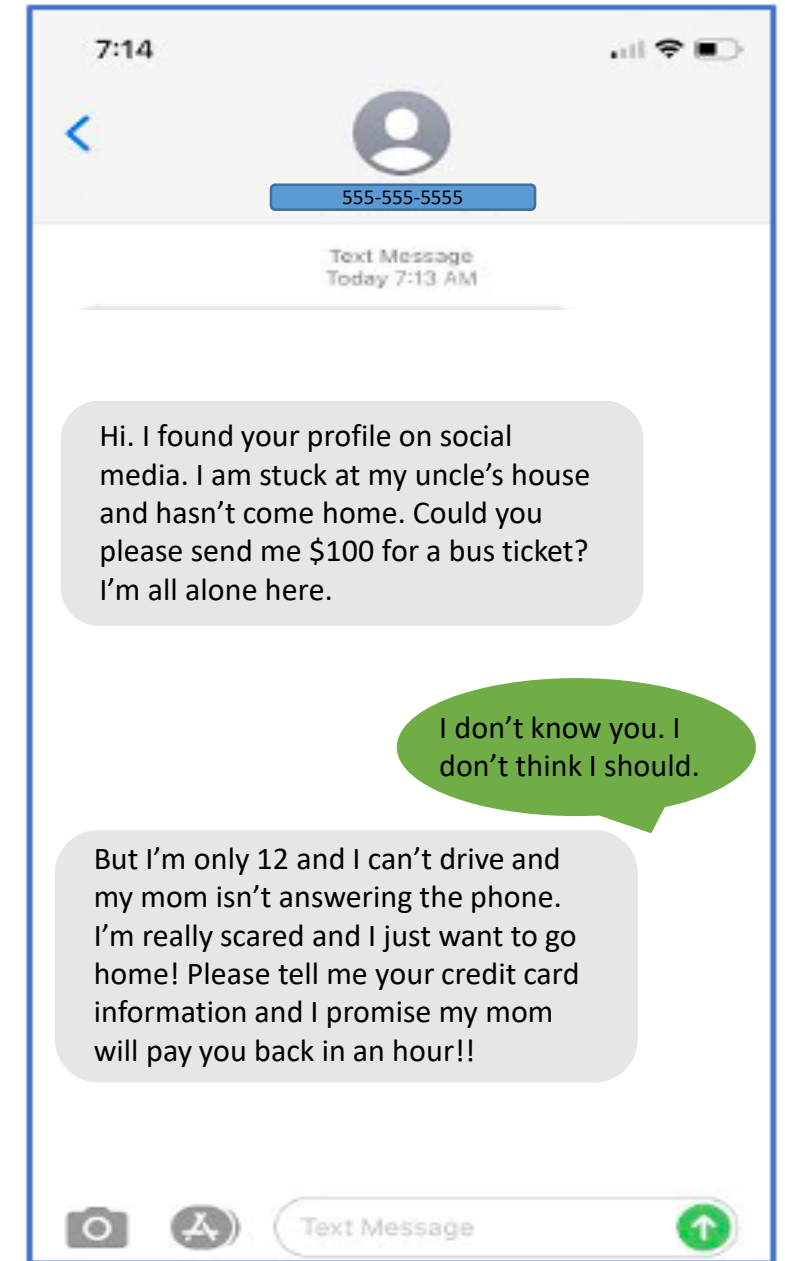 7:14
555-555-5555
Text Message
Today 7:13 AM
Hi. I found your profile on social
media. I am stuck at my uncle’s house
and hasn’t come home. Could you
please send me $100 for a bus ticket?
I’m all alone here.
I don’t know you. I
don’t think I should.
But I’m only 12 and I can’t drive and
my mom isn’t answering the phone.
I’m really scared and I just want to go
home! Please tell me your credit card
information and I promise my mom
will pay you back in an hour!!
Text Message